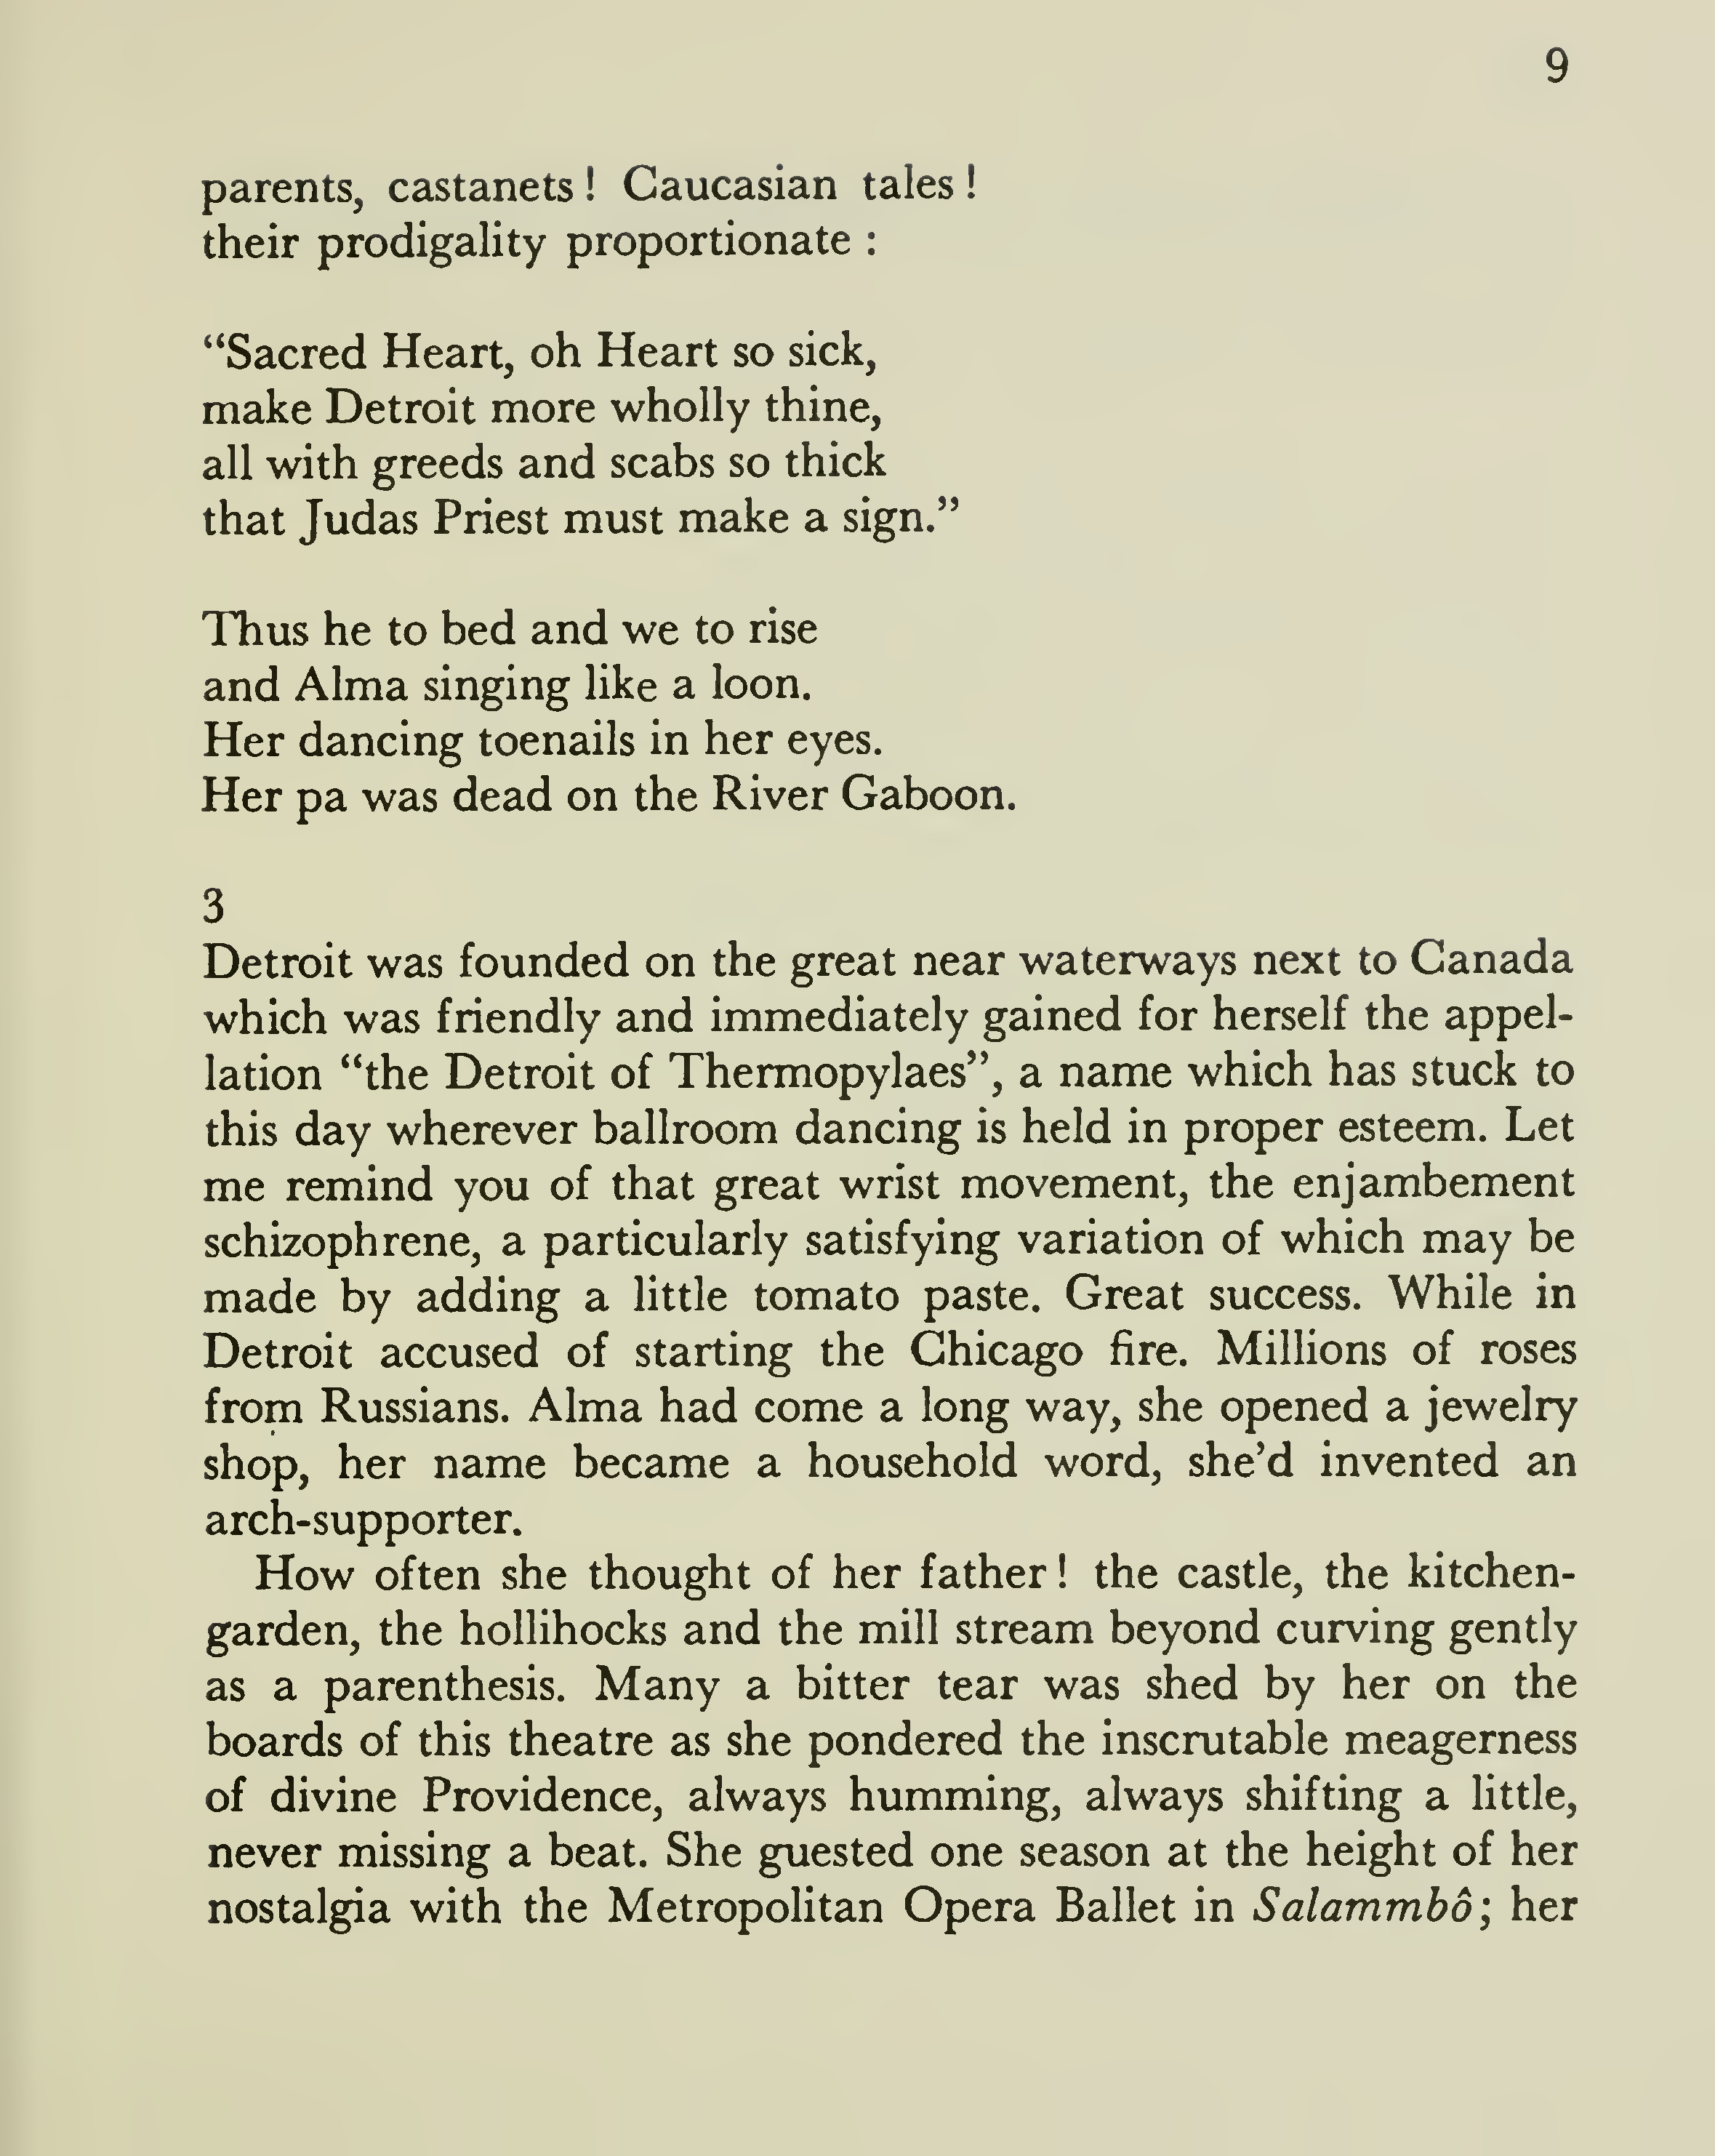 9
parents, castanets! Caucasian tales!
their prodigality proportionate :
“Sacred Heart, oh Heart so sick,
make Detroit more wholly thine,
all with greeds and scabs so thick
that Judas Priest must make a sign.”
Thus he to bed and we to rise
and Alma singing like a loon.
Her dancing toenails in her eyes.
Her pa was dead on the River Gaboon.
3
Detroit was founded on the great near waterways next to Canada
which was friendly and immediately gained for herself the appel-
lation “the Detroit of Thermopylaes”, a name which has stuck to
this day wherever ballroom dancing is held in proper esteem. Let
me remind you of that great wrist movement, the enjambement
schizophrene, a particularly satisfying variation of which may be
made by adding a little tomato paste. Great success. While in
Detroit accused of starting the Chicago fire. Millions of roses
from Russians. Alma had come a long way, she opened a jewelry
shop, her name became a household word, she’d invented an
arch-supporter.
How often she thought of her father! the castle, the kitchen-
garden, the hollihocks and the mill stream beyond curving gently
as a parenthesis. Many a bitter tear was shed by her on the
boards of this theatre as she pondered the inscrutable meagerness
of divine Providence, always humming, always shifting a little,
never missing a beat. She guested one season at the height of her
nostalgia with the Metropolitan Opera Ballet in Salammbô; her